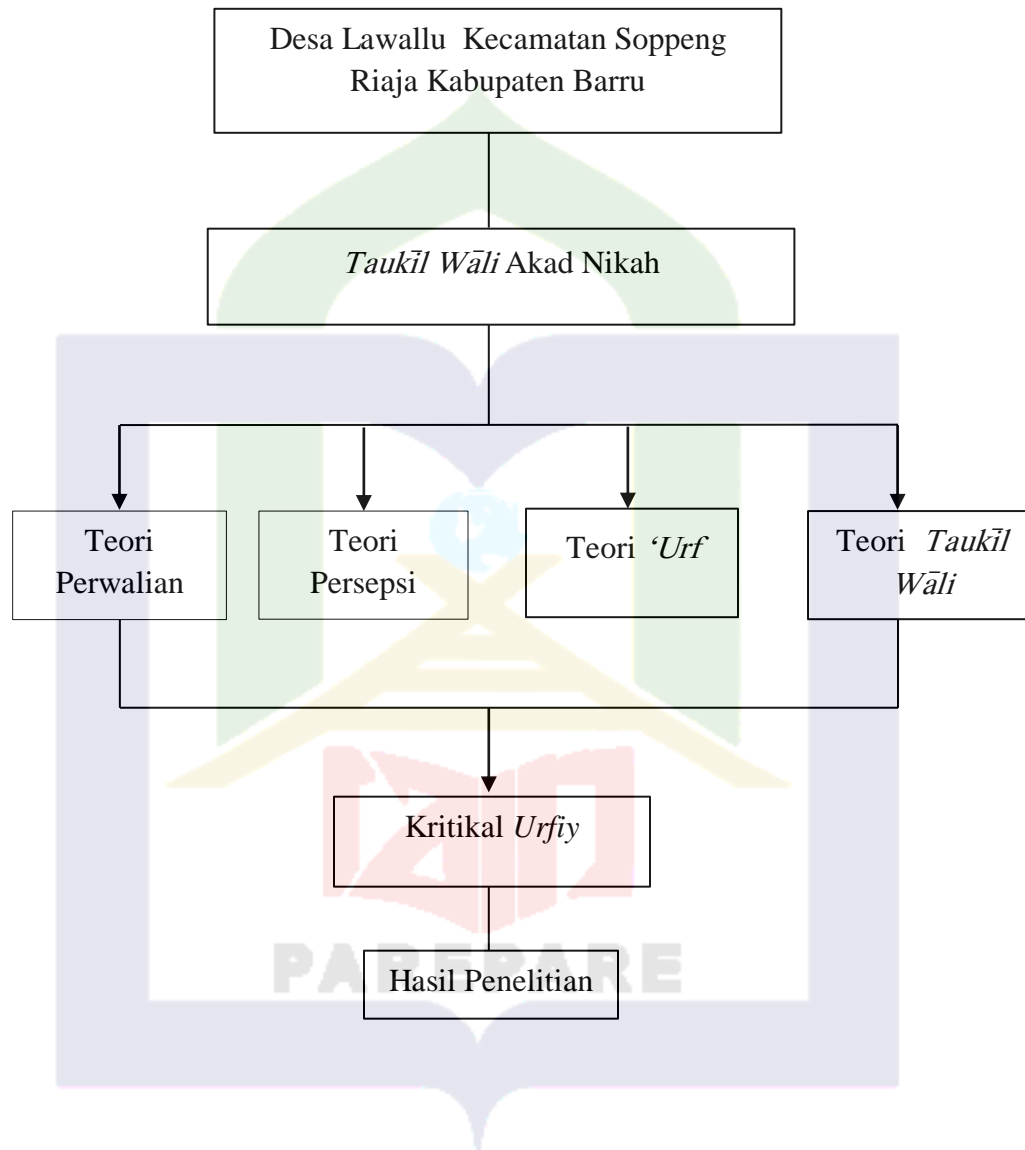 Desa Lawallu Kecamatan Soppeng
Riaja Kabupaten Barru
Taukīl Wāli Akad Nikah
Teori
Perwalian
Teori
Persepsi
Teori ‘Urf
Teori Taukīl
Wāli
Kritikal Urfiy
PAREPARE
Hasil Penelitian